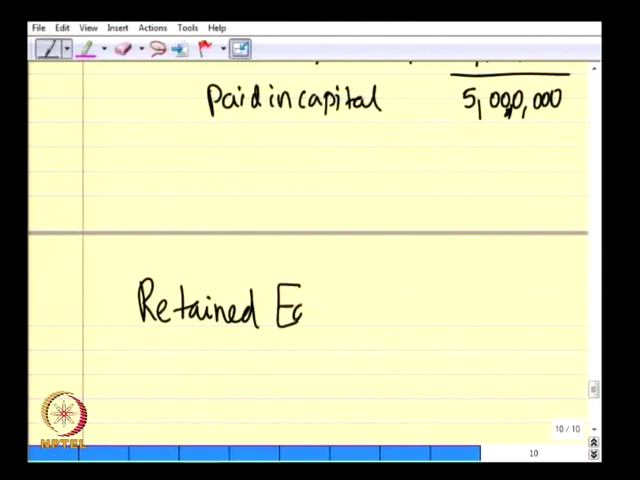 File Edit View Insert Actions Tools Help
Paid in capital 5,000,000
Retained Ea
NPTEL
10 / 10
10